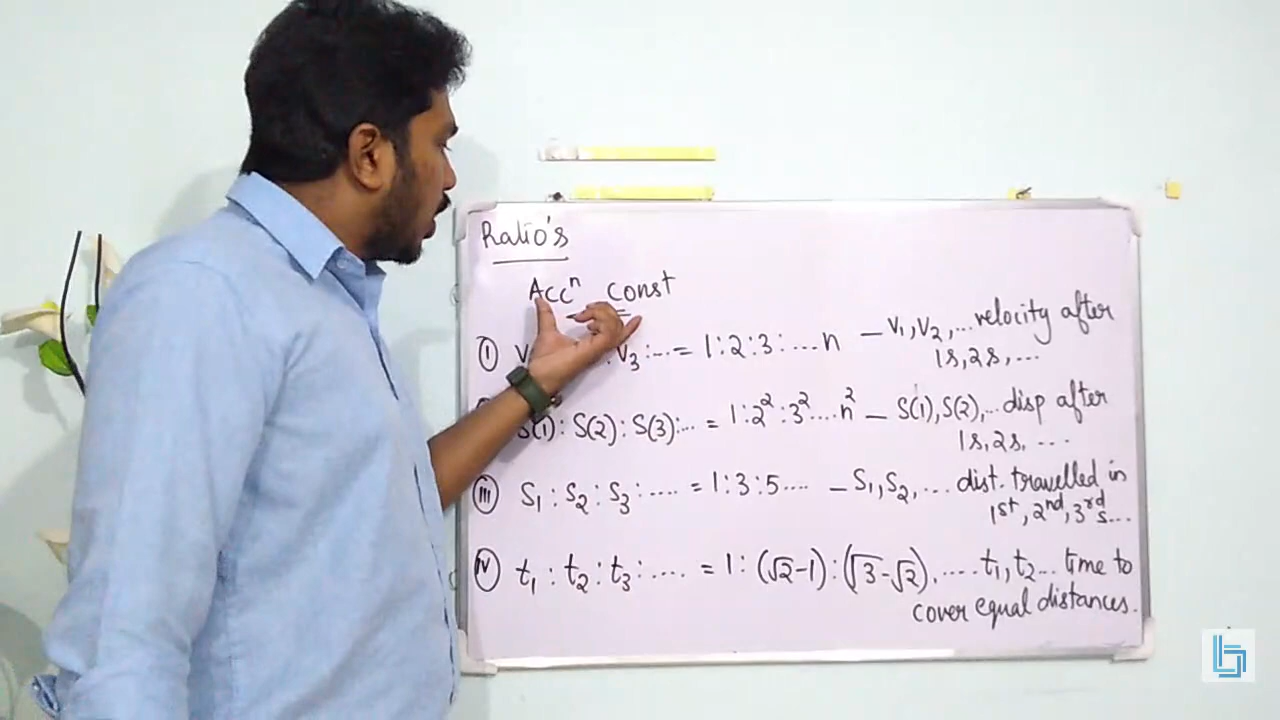 Ratio's
Accⁿ Const
(i) V : V₃ : ... = 1 : 2 : 3 : ... n – V₁, V₂, ... velocity after
1s, 2s, ...
S(1) : S(2) : S(3) : ... = 1 : 2² : 3² .... n² – S(1), S(2), ... disp after
1s, 2s, ...
(iii) S₁ : S₂ : S₃ : .... = 1 : 3 : 5 .... – S₁, S₂, ... dist. travelled in
1st, 2nd, 3rd s...
(iv) t₁ : t₂ : t₃ : .... = 1 : (√2-1) : (√3-√2), .... t₁, t₂ ... time to
cover equal distances.